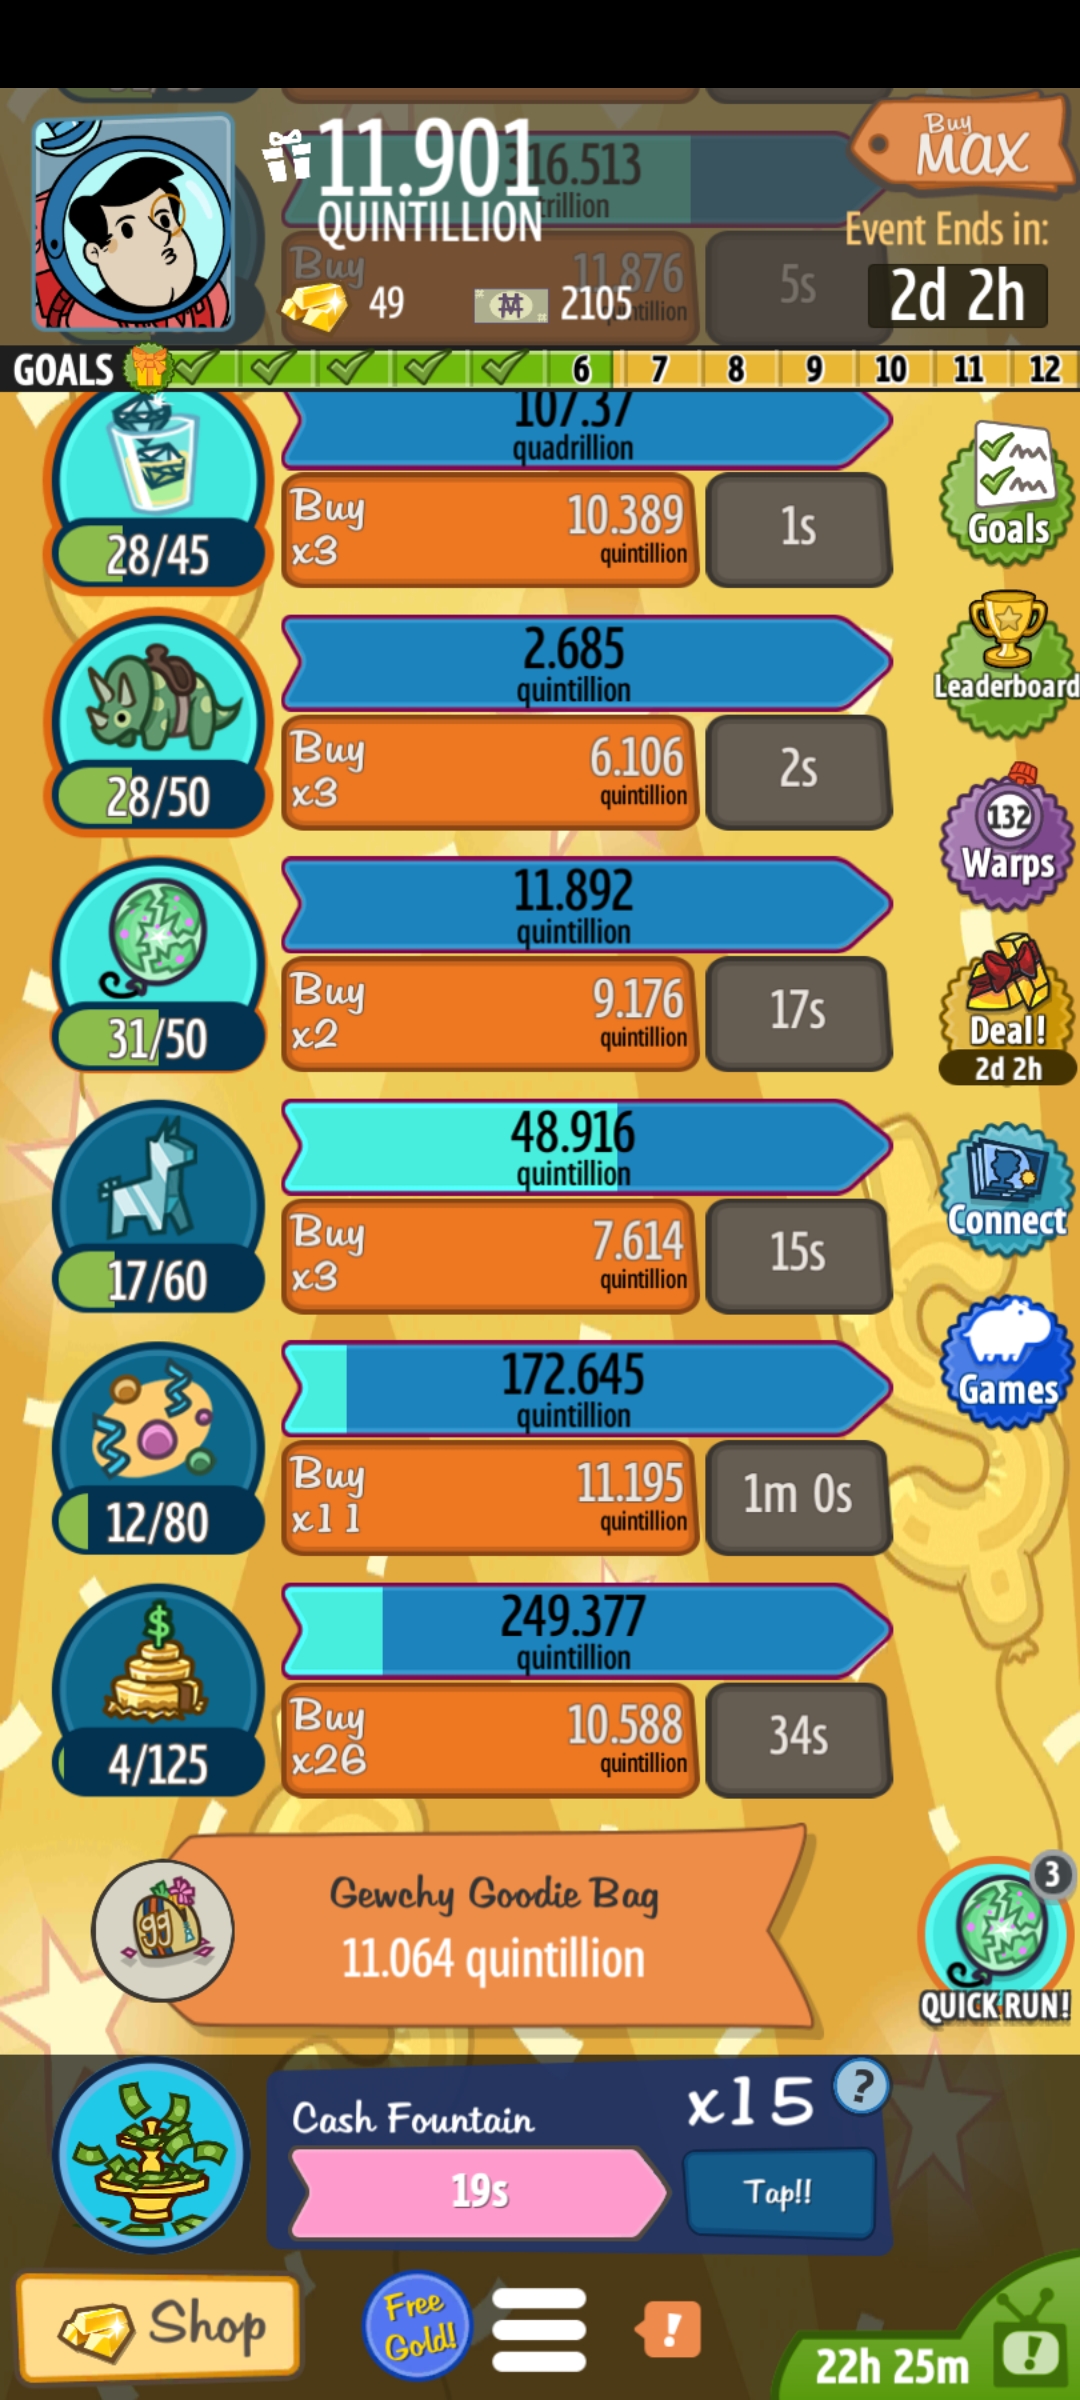 11.901
QUINTILLION
316.513
trillion
Buy
MAX
Event Ends in:
2d 2h
Buy
11.876
5s
49
2105
GOALS
6
7
8
9
10
11
12
107.37
quadrillion
Buy
x3
10.389
quintillion
1s
28/45
Goals
2.685
quintillion
Buy
x3
6.106
quintillion
2s
28/50
Leaderboard
132
Warps
11.892
quintillion
Buy
x2
9.176
quintillion
17s
31/50
Deal!
2d 2h
48.916
quintillion
Buy
x3
7.614
quintillion
15s
17/60
Connect
172.645
quintillion
Buy
x11
11.195
quintillion
1m 0s
12/80
Games
$
249.377
quintillion
Buy
x26
10.588
quintillion
34s
4/125
Gewchy Goodie Bag
11.064 quintillion
GG
3
QUICK RUN!
Cash Fountain
x15
?
19s
Tap!!
Shop
Free
Gold!
!
22h 25m
!